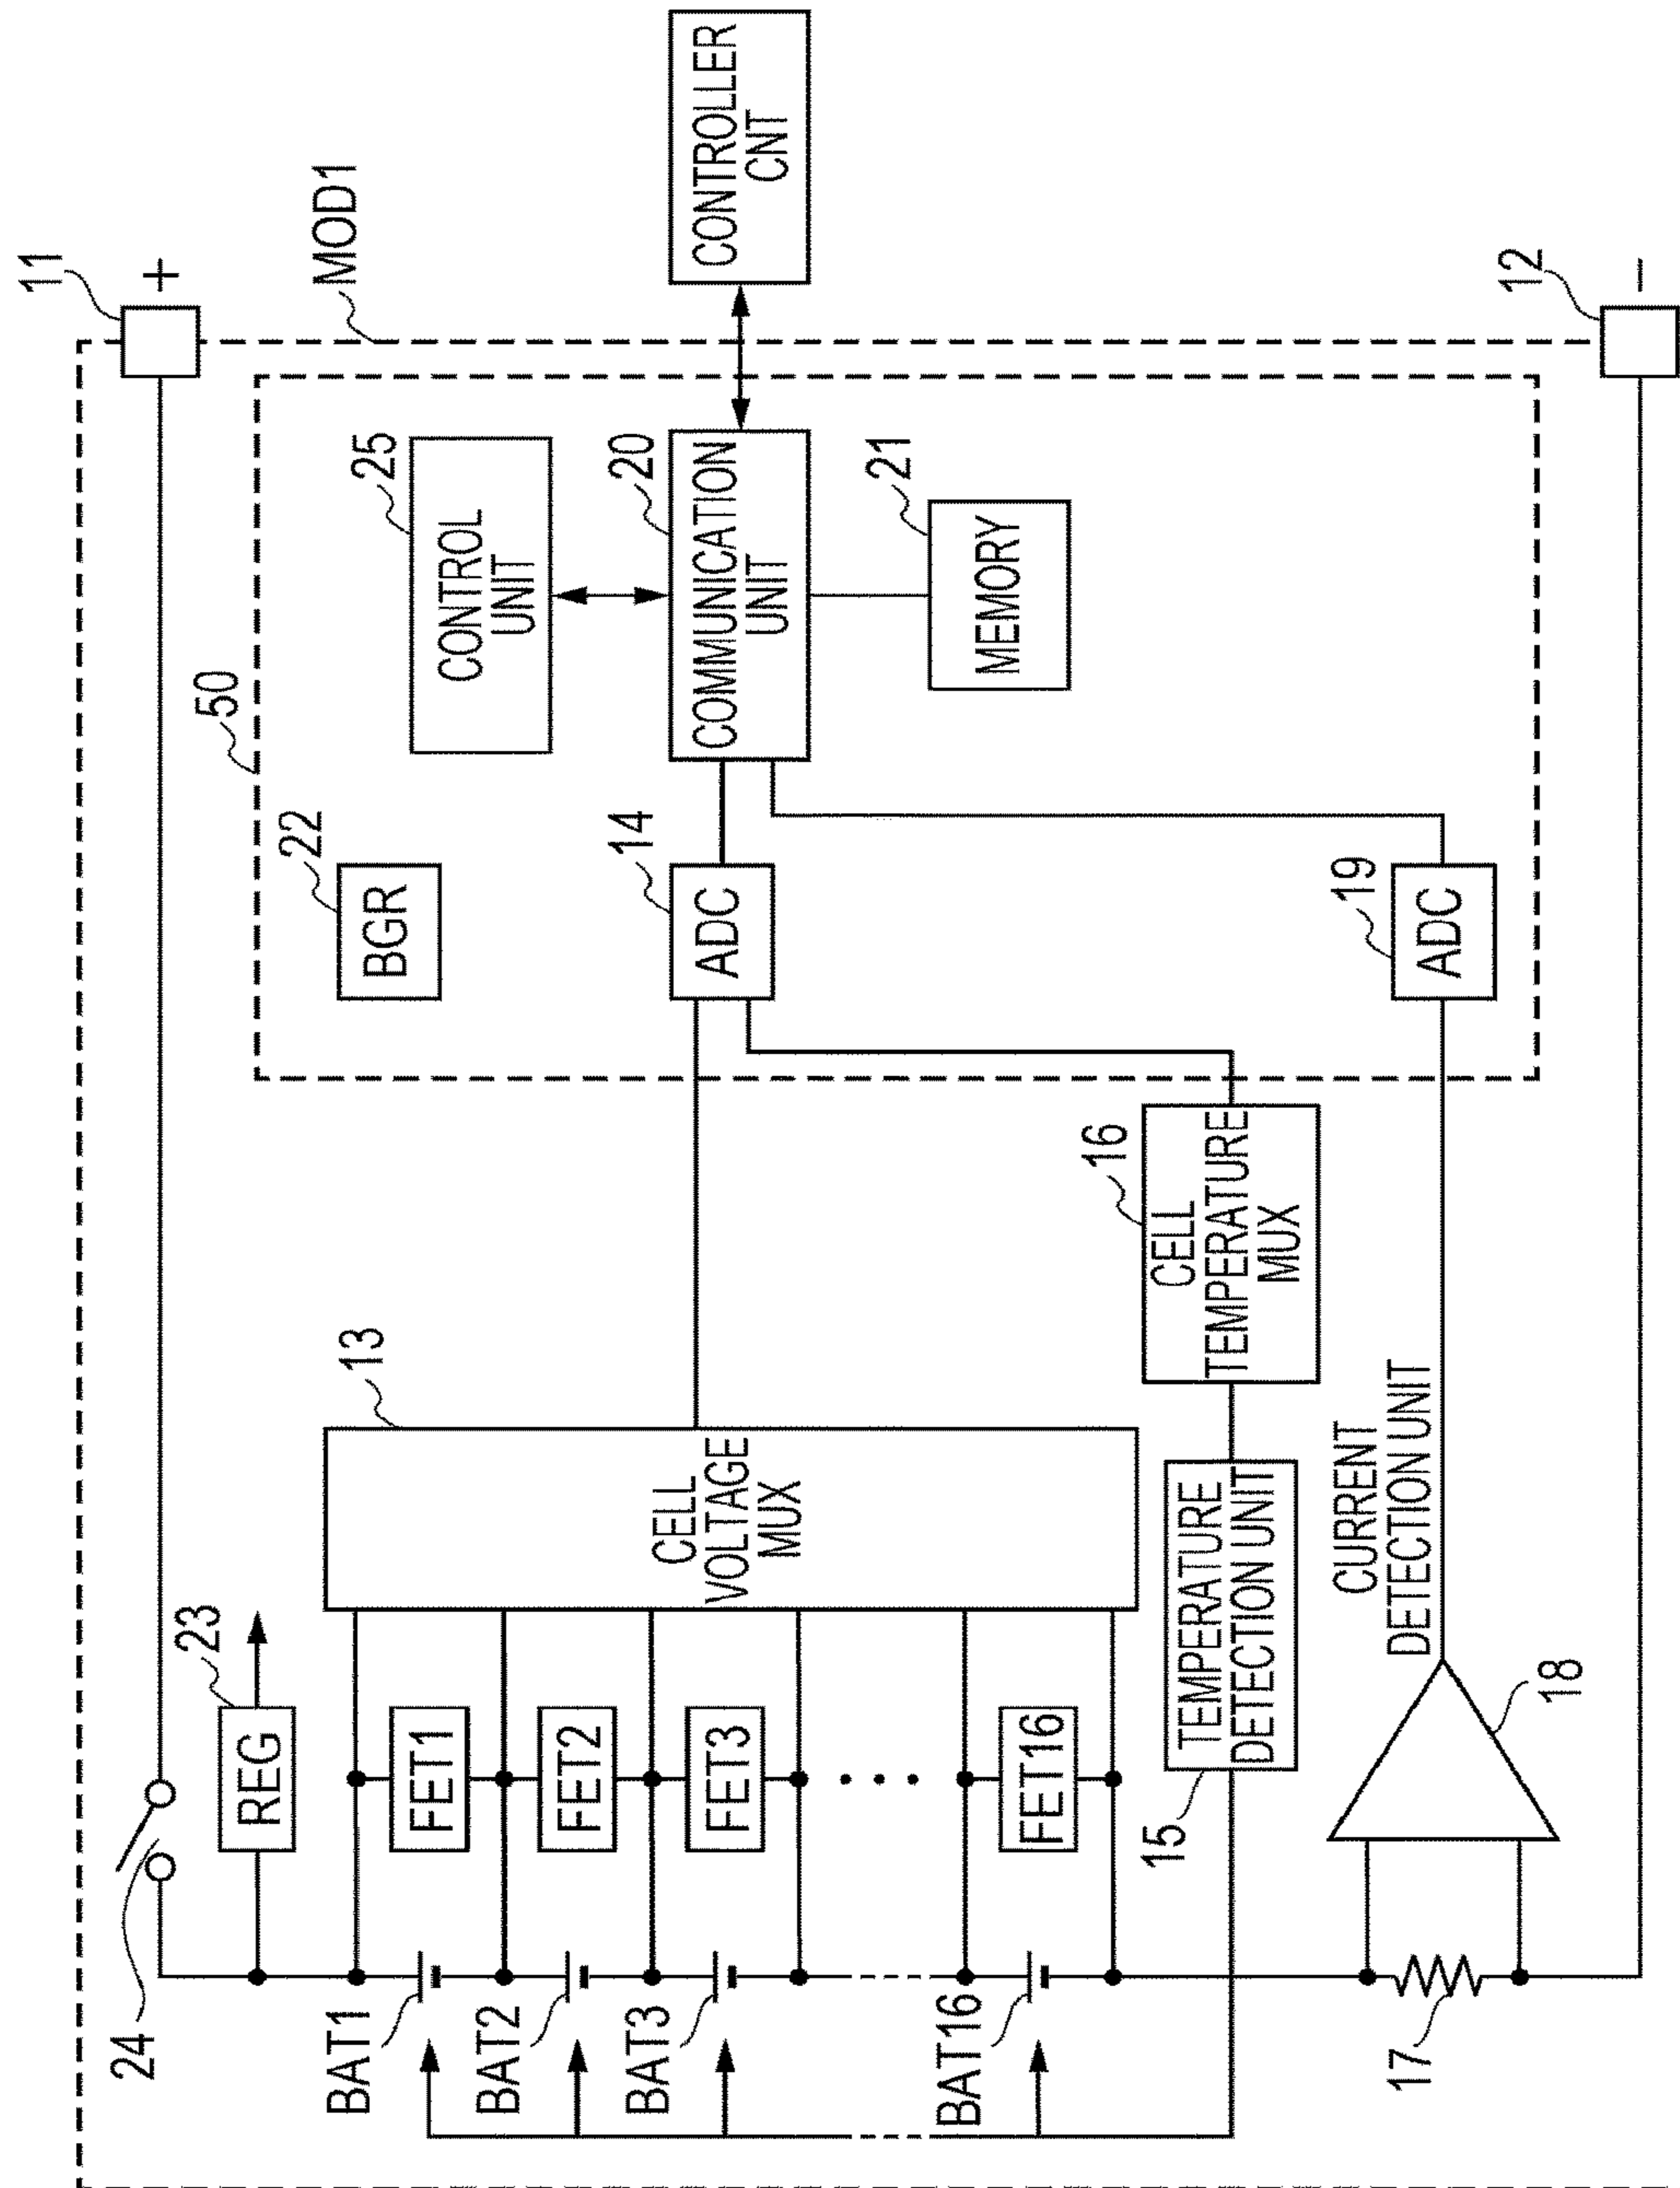 24
23
REG
11
+
BAT1
BAT2
BAT3
BAT16
FET1
FET2
FET3
FET16
13
CELL
VOLTAGE
MUX
50
22
BGR
14
ADC
25
CONTROL
UNIT
20
COMMUNICATION
UNIT
21
MEMORY
MOD1
CONTROLLER
CNT
15
TEMPERATURE
DETECTION UNIT
16
CELL
TEMPERATURE
MUX
17
18
CURRENT
DETECTION UNIT
19
ADC
12
−